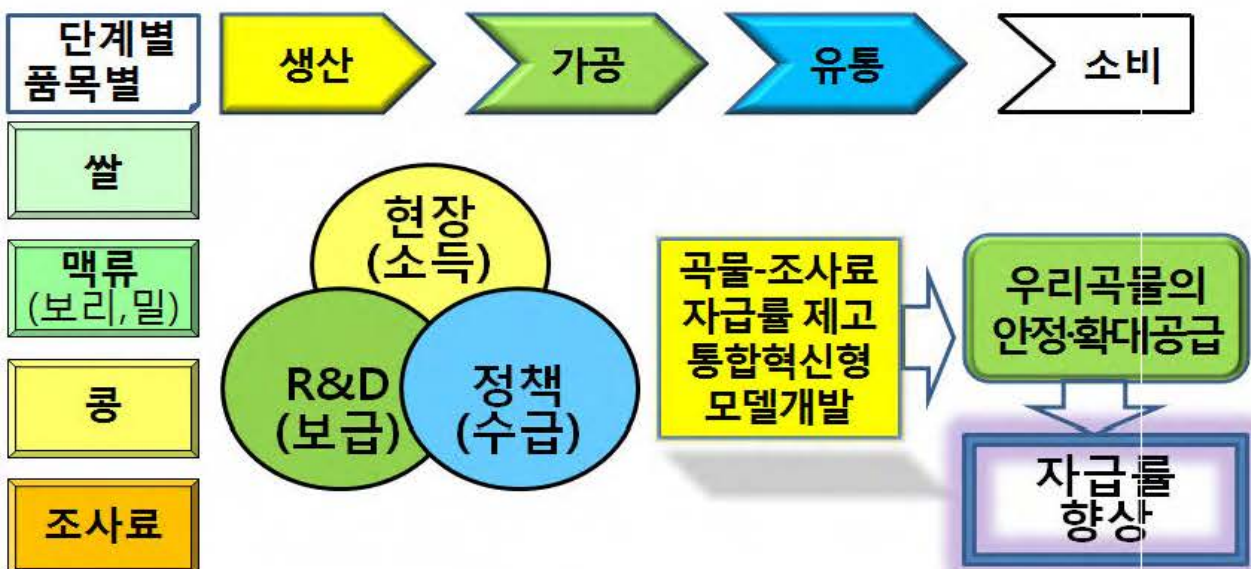 단계별
품목별
생산
가공
유통
소비
쌀
맥류
(보리,밀)
콩
조사료
현장
(소득)
R&D
(보급)
정책
(수급)
곡물-조사료
자급률 제고
통합혁신형
모델개발
우리곡물의
안정·확대공급
자급률
향상